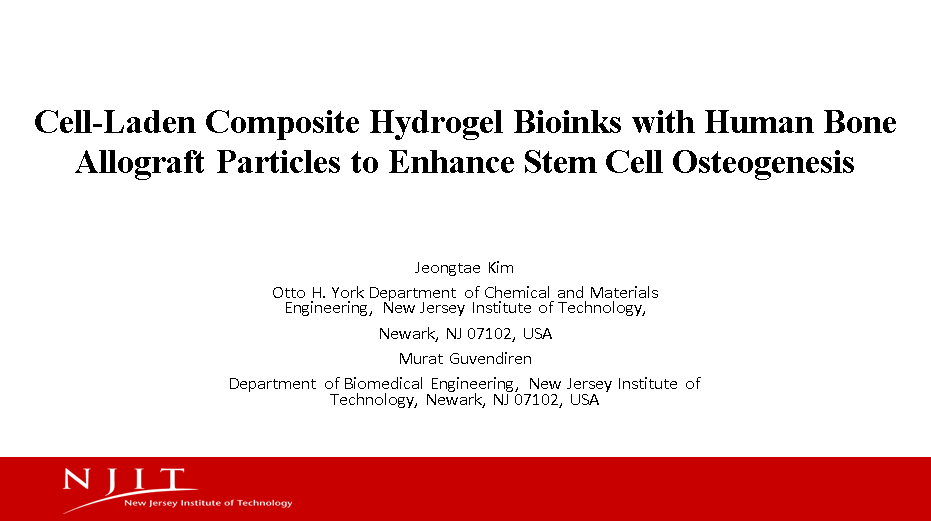 Cell-Laden Composite Hydrogel Bioinks with Human Bone
Allograft Particles to Enhance Stem Cell Osteogenesis
Jeongtae Kim
Otto H. York Department of Chemical and Materials
Engineering, New Jersey Institute of Technology,
Newark, NJ 07102, USA
Murat Guvendiren
Department of Biomedical Engineering, New Jersey Institute of
Technology, Newark, NJ 07102, USA
NJIT
New Jersey Institute of Technology